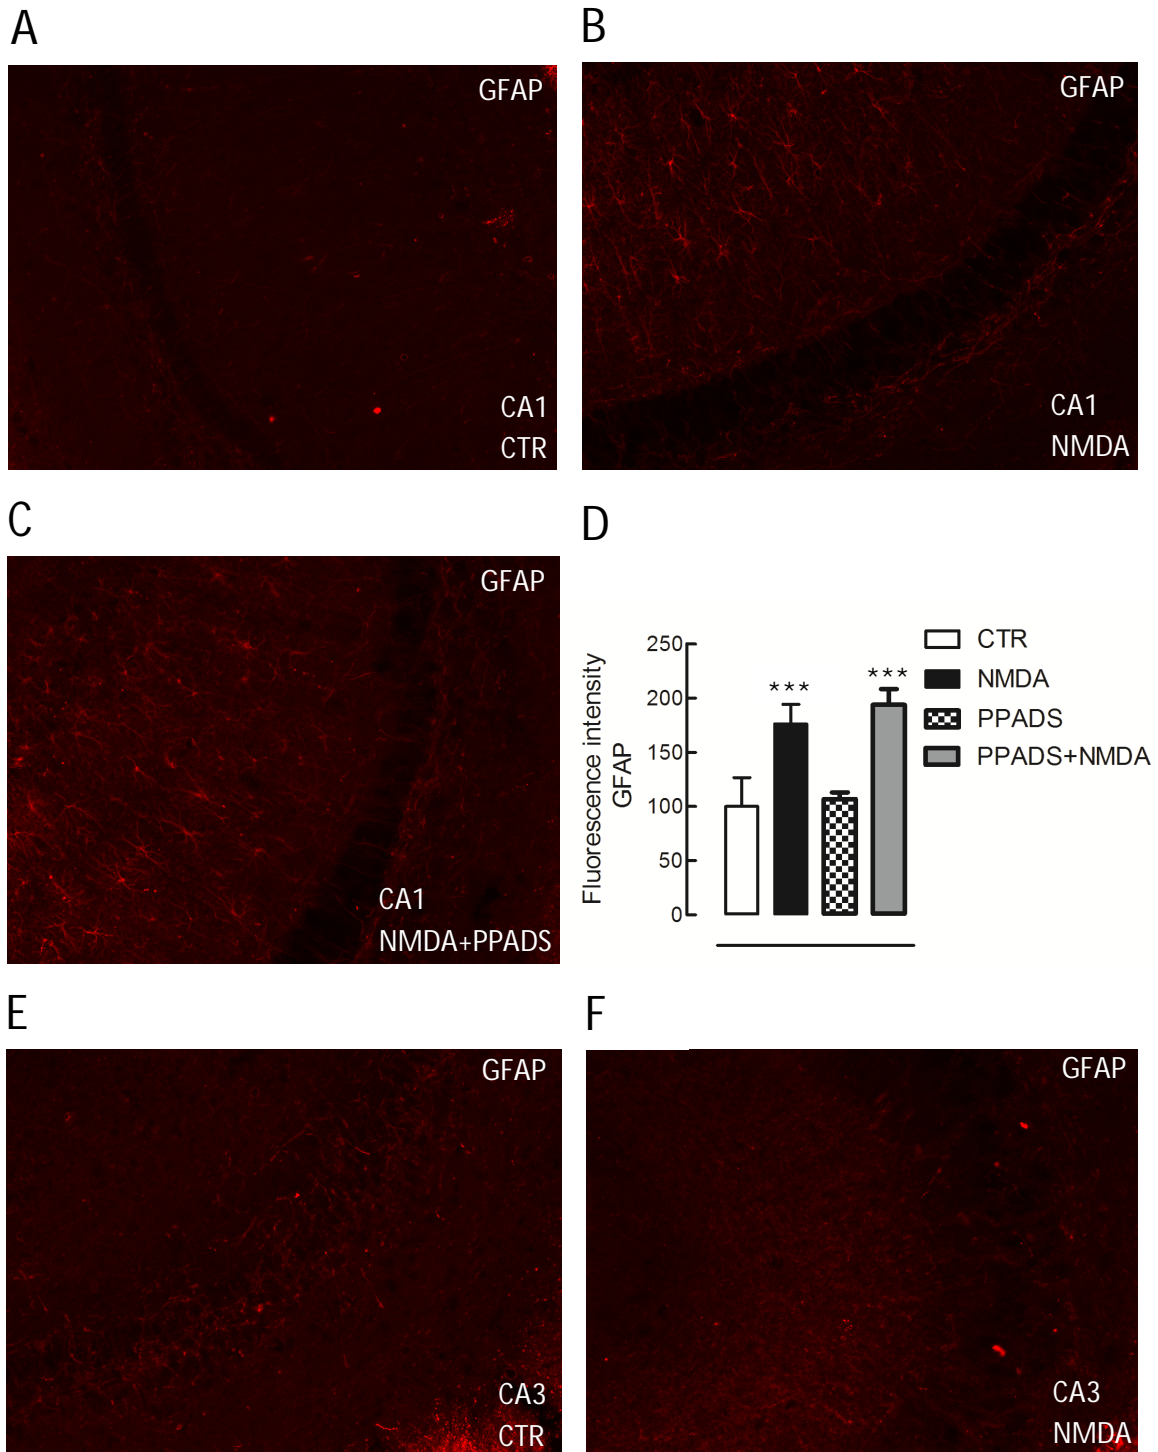 A
GFAP
CA1
CTR
B
GFAP
CA1
NMDA
C
GFAP
CA1
NMDA+PPADS
D
Fluorescence intensity
GFAP
250
200
150
100
50
0
***
***
CTR
NMDA
PPADS
PPADS+NMDA
E
GFAP
CA3
CTR
F
GFAP
CA3
NMDA